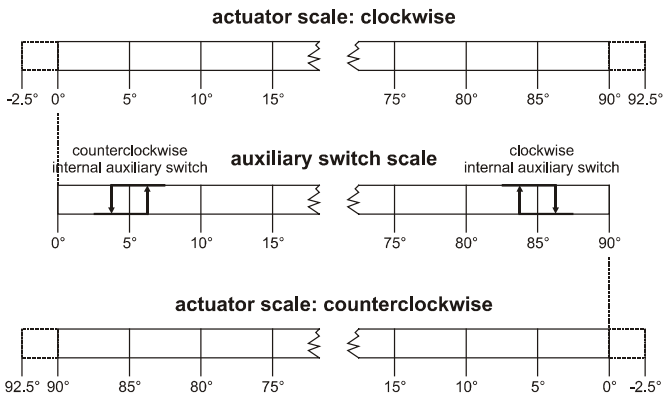 actuator scale: clockwise
-2.5° 0° 5° 10° 15° 75° 80° 85° 90° 92.5°
counterclockwise
internal auxiliary switch
auxiliary switch scale
clockwise
internal auxiliary switch
0° 5° 10° 15° 75° 80° 85° 90°
actuator scale: counterclockwise
92.5° 90° 85° 80° 75° 15° 10° 5° 0° -2.5°